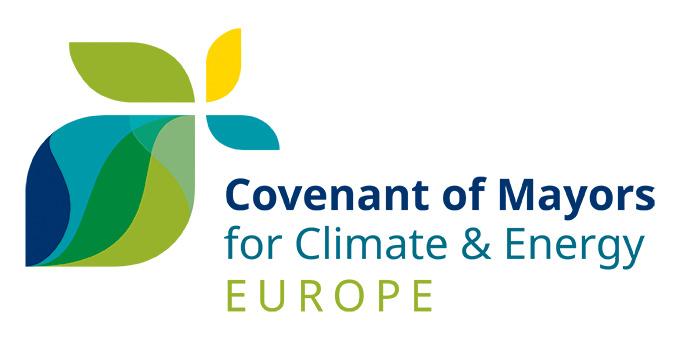 Covenant of Mayors
for Climate & Energy
EUROPE